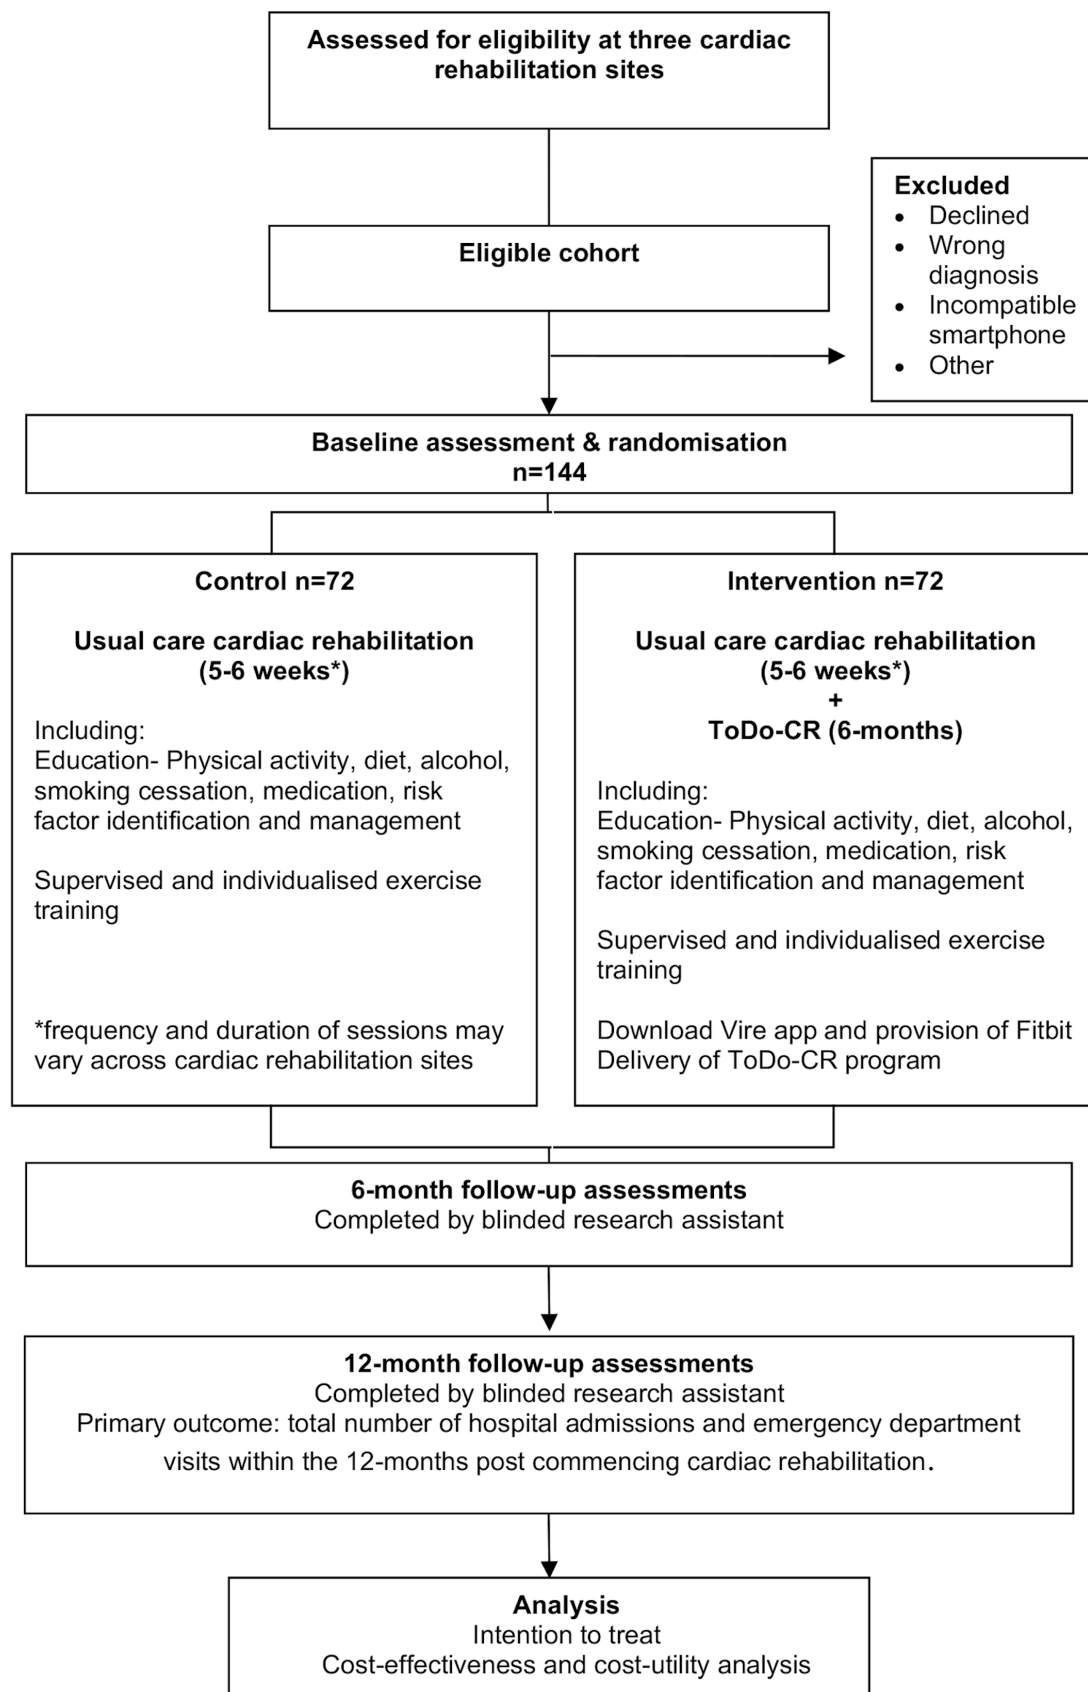 Assessed for eligibility at three cardiac
rehabilitation sites
Eligible cohort
Excluded
• Declined
• Wrong
diagnosis
• Incompatible
smartphone
• Other
Baseline assessment & randomisation
n=144
Control n=72
Usual care cardiac rehabilitation
(5-6 weeks*)
Including:
Education- Physical activity, diet, alcohol,
smoking cessation, medication, risk
factor identification and management
Supervised and individualised exercise
training
*frequency and duration of sessions may
vary across cardiac rehabilitation sites
Intervention n=72
Usual care cardiac rehabilitation
(5-6 weeks*)
+
ToDo-CR (6-months)
Including:
Education- Physical activity, diet, alcohol,
smoking cessation, medication, risk
factor identification and management
Supervised and individualised exercise
training
Download Vire app and provision of Fitbit
Delivery of ToDo-CR program
6-month follow-up assessments
Completed by blinded research assistant
12-month follow-up assessments
Completed by blinded research assistant
Primary outcome: total number of hospital admissions and emergency department
visits within the 12-months post commencing cardiac rehabilitation.
Analysis
Intention to treat
Cost-effectiveness and cost-utility analysis